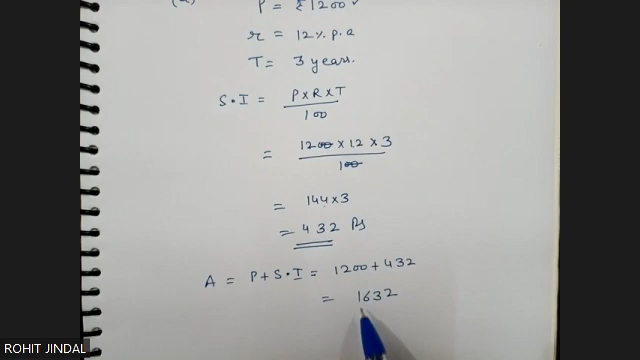 (a) P = ₹1200 ✓
r = 12%. p.a
T = 3 years.
S.I = P×R×T / 100
= 1200 × 12 × 3 / 100
= 144×3
= 432 Rs
A = P+S.I = 1200+432
= 1632
ROHIT JINDAL